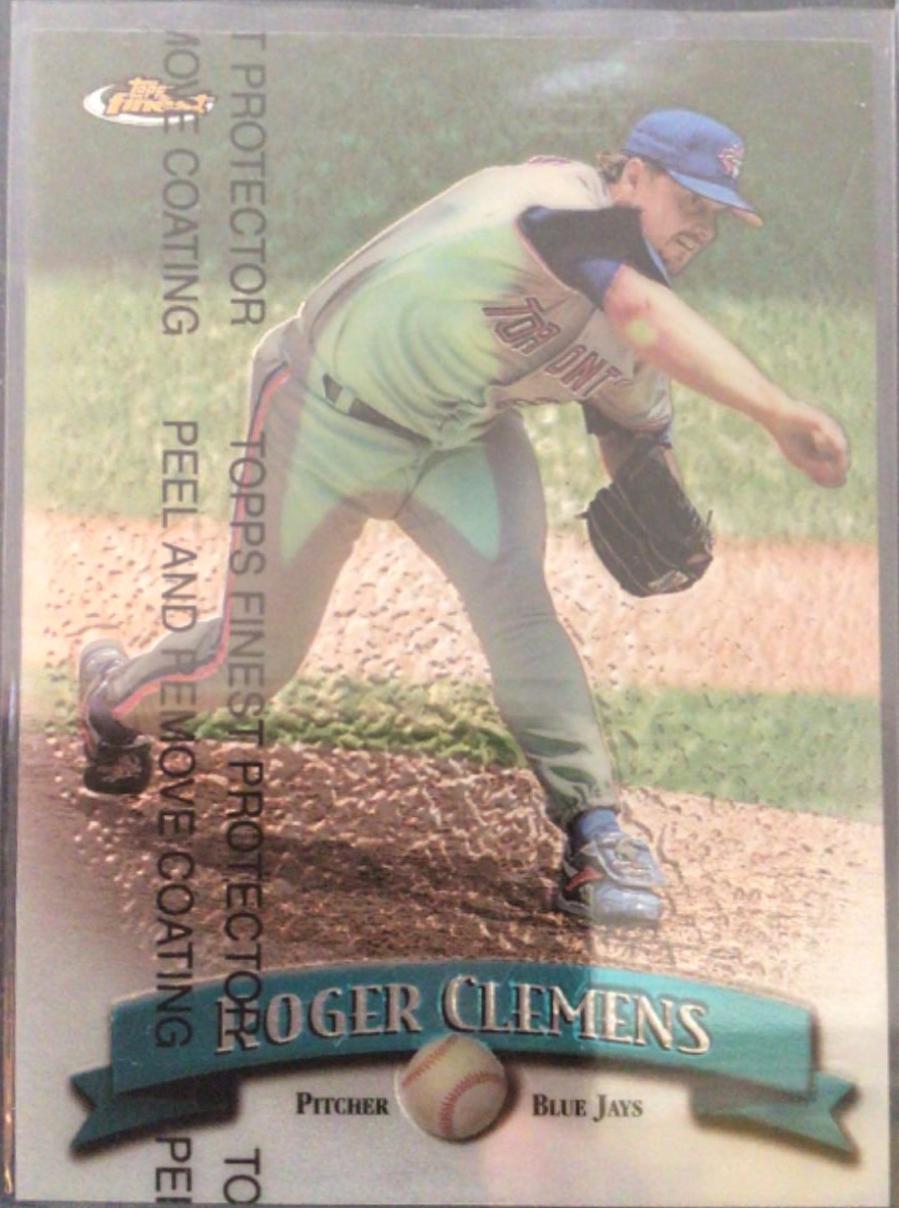 Topps
finest
T PROTECTOR TOPPS FINEST PROTECTOR TO
MOVE COATING PEEL AND REMOVE COATING PEE
TORONTO
ROGER CLEMENS
PITCHER BLUE JAYS